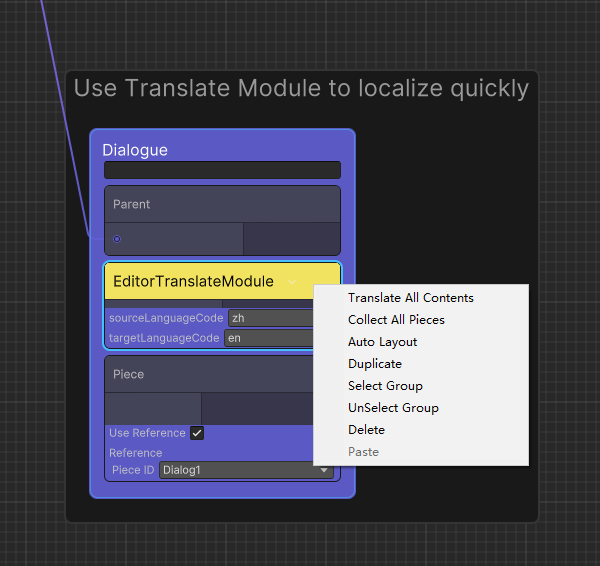 Use Translate Module to localize quickly
Dialogue
Parent
EditorTranslateModule
sourceLanguageCode zh
targetLanguageCode en
Piece
Use Reference
Reference
Piece ID Dialog1
Translate All Contents
Collect All Pieces
Auto Layout
Duplicate
Select Group
UnSelect Group
Delete
Paste